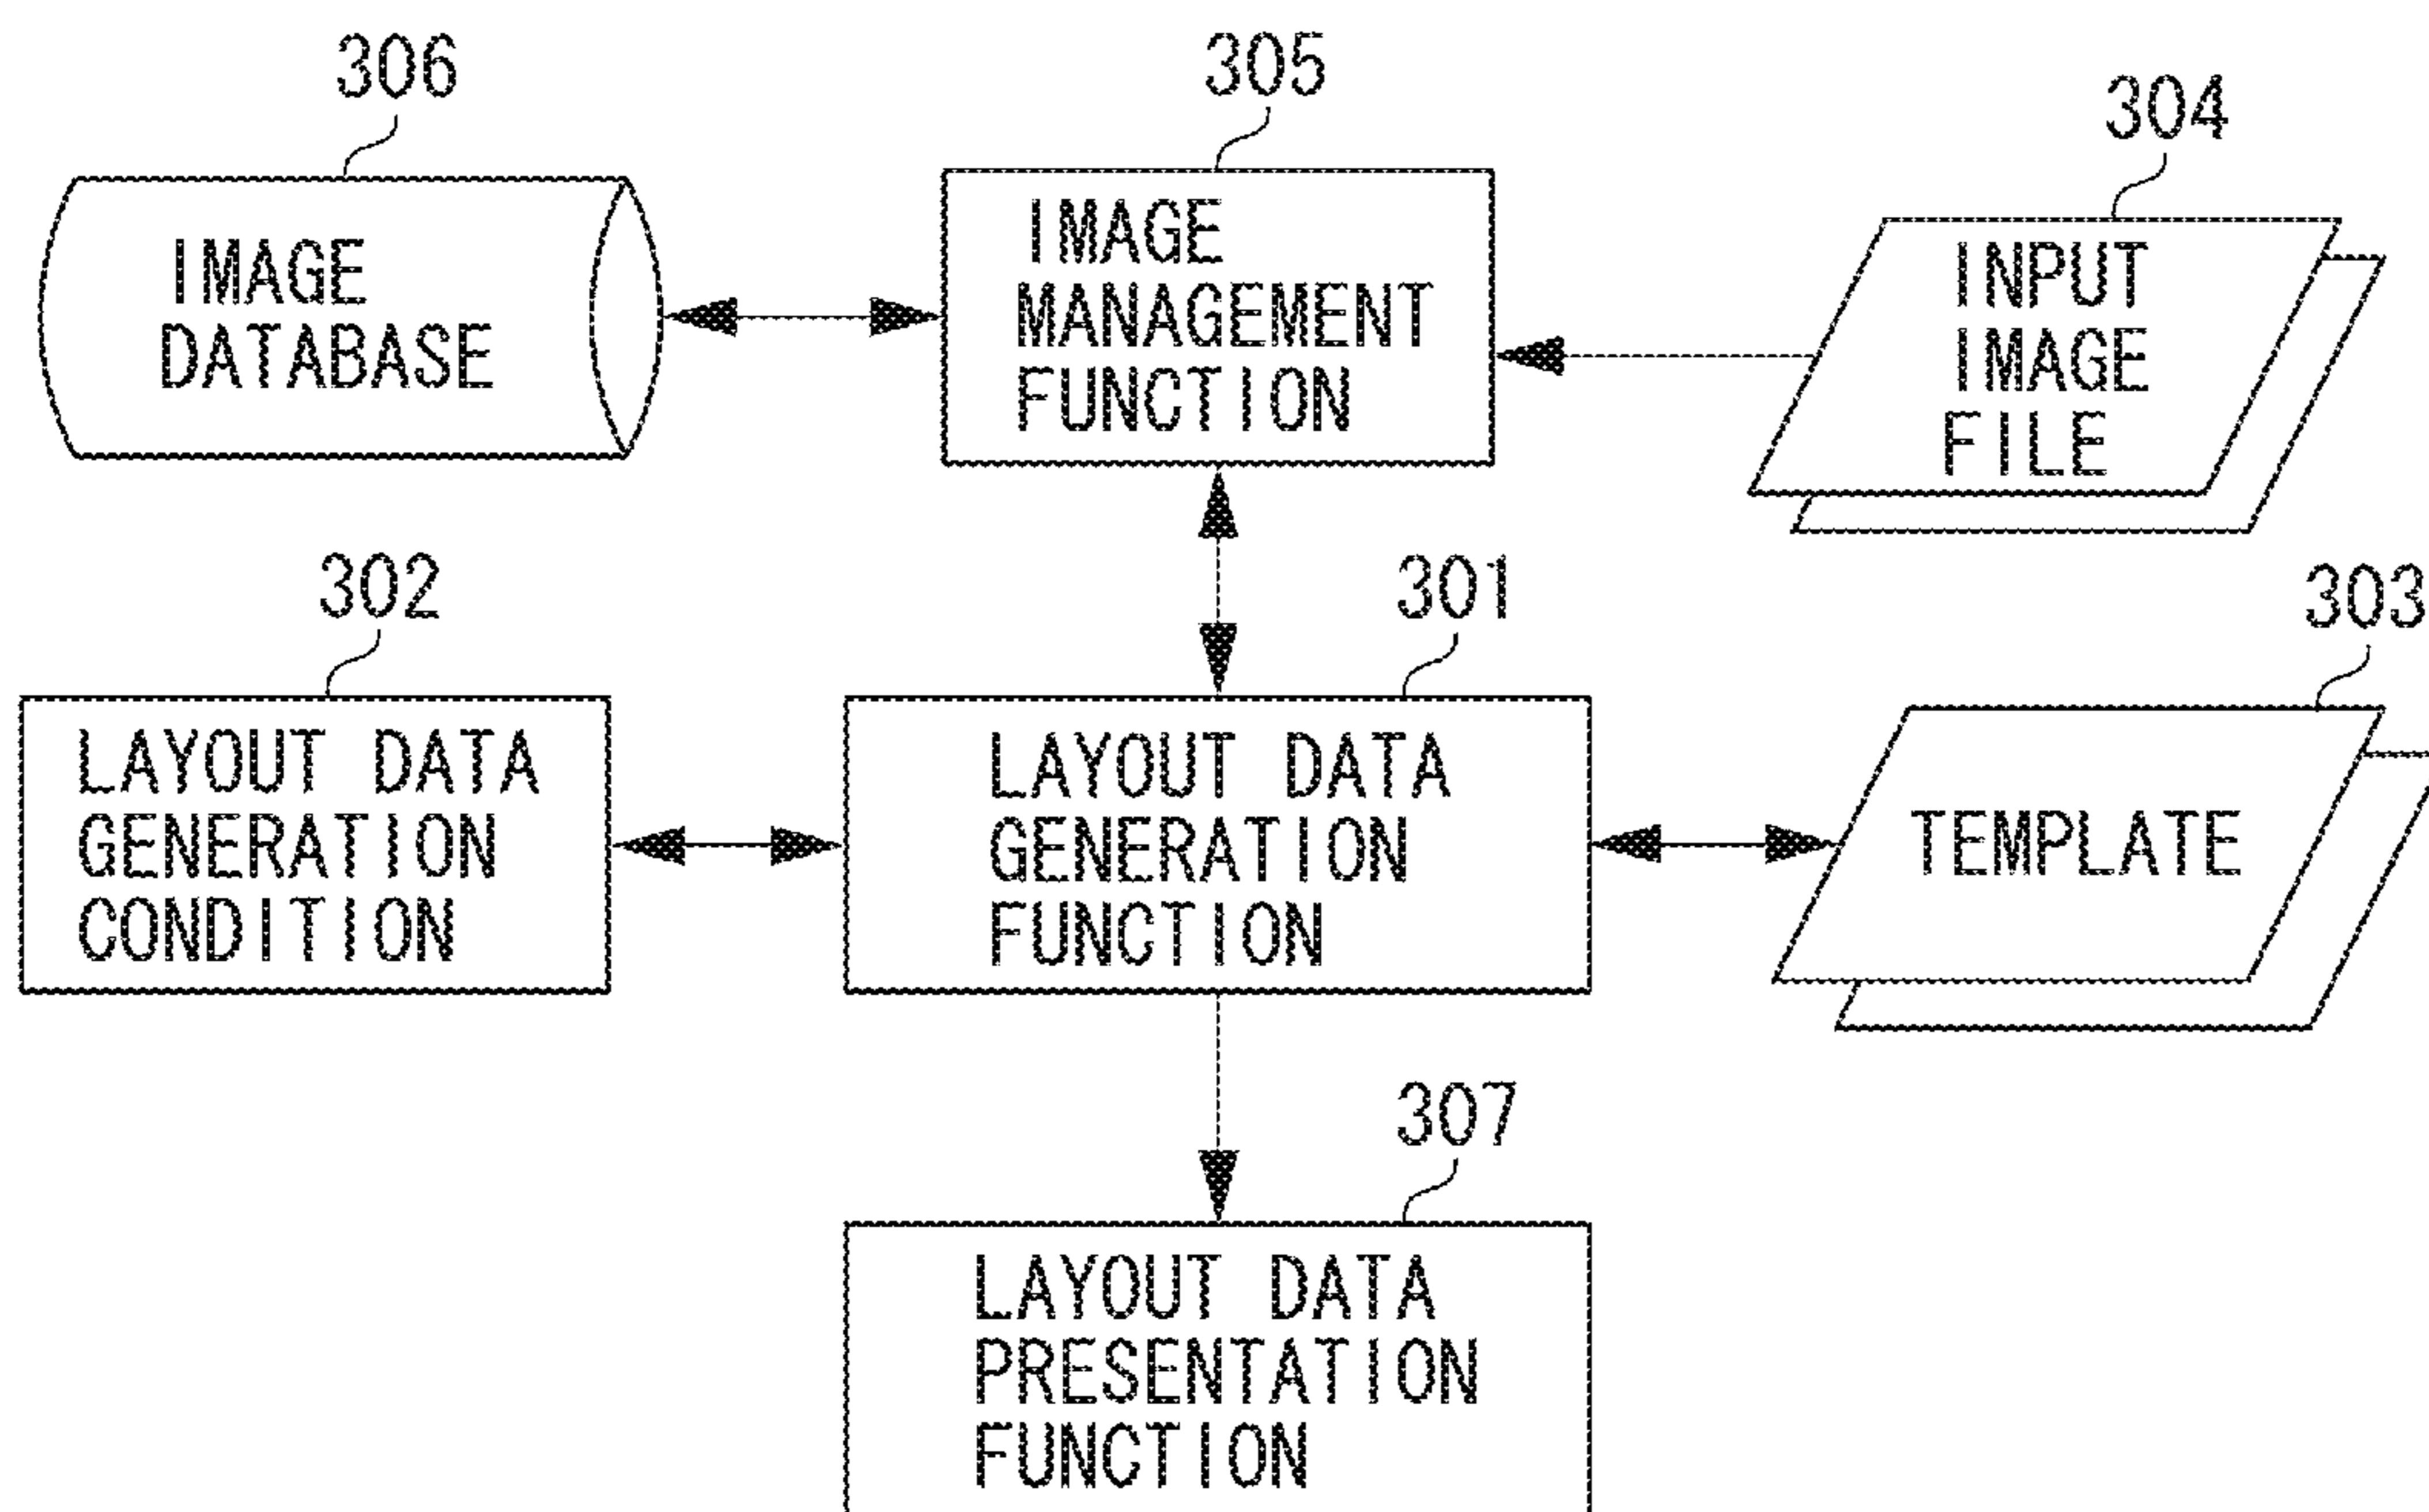 306
IMAGE
DATABASE
305
IMAGE
MANAGEMENT
FUNCTION
304
INPUT
IMAGE
FILE
302
LAYOUT DATA
GENERATION
CONDITION
301
LAYOUT DATA
GENERATION
FUNCTION
303
TEMPLATE
307
LAYOUT DATA
PRESENTATION
FUNCTION